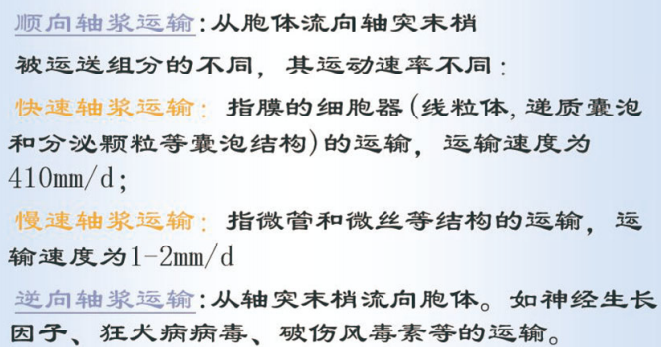 顺向轴浆运输:从胞体流向轴突末梢
被运送组分的不同，其运动速率不同:
快速轴浆运输: 指膜的细胞器(线粒体,递质囊泡
和分泌颗粒等囊泡结构)的运输，运输速度为
410mm/d;
慢速轴浆运输: 指微管和微丝等结构的运输，运
输速度为1-2mm/d
逆向轴浆运输:从轴突末梢流向胞体。如神经生长
因子、狂犬病病毒、破伤风毒素等的运输。